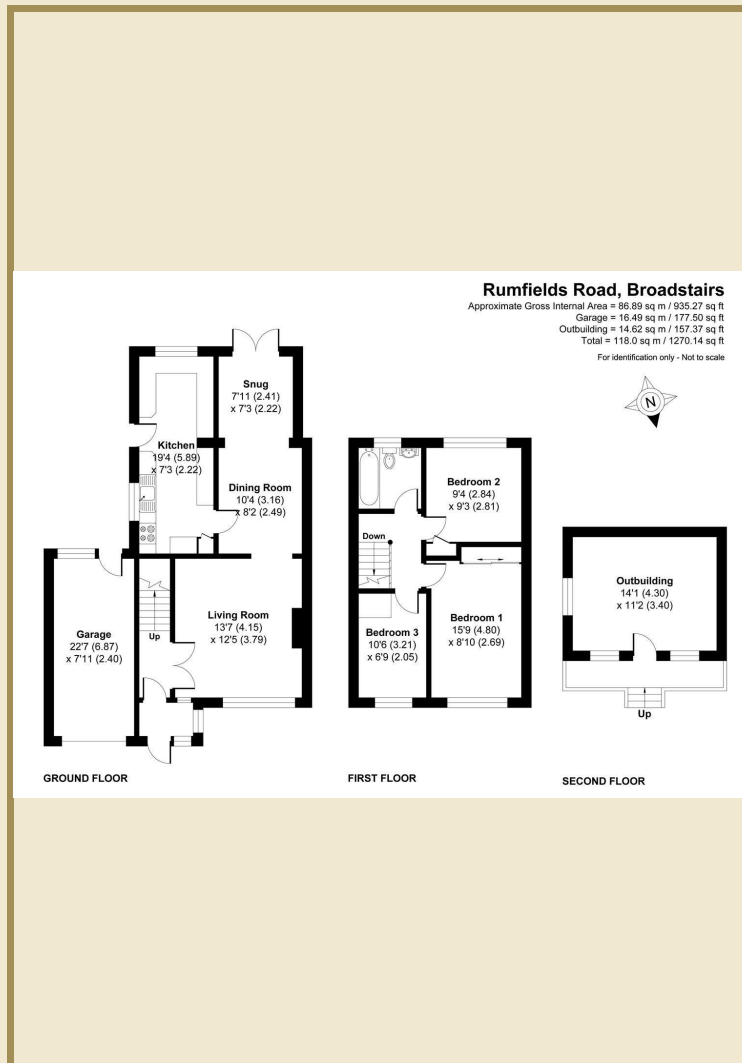 Rumfields Road, Broadstairs
Approximate Gross Internal Area = 86.89 sq m / 935.27 sq ft
Garage = 16.49 sq m / 177.50 sq ft
Outbuilding = 14.62 sq m / 157.37 sq ft
Total = 118.0 sq m / 1270.14 sq ft
For identification only - Not to scale
N
Snug
7'11 (2.41)
x 7'3 (2.22)
Kitchen
19'4 (5.89)
x 7'3 (2.22)
Dining Room
10'4 (3.16)
x 8'2 (2.49)
Living Room
13'7 (4.15)
x 12'5 (3.79)
Up
Garage
22'7 (6.87)
x 7'11 (2.40)
GROUND FLOOR
Bedroom 2
9'4 (2.84)
x 9'3 (2.81)
Down
Bedroom 1
15'9 (4.80)
x 8'10 (2.69)
Bedroom 3
10'6 (3.21)
x 6'9 (2.05)
FIRST FLOOR
Outbuilding
14'1 (4.30)
x 11'2 (3.40)
Up
SECOND FLOOR